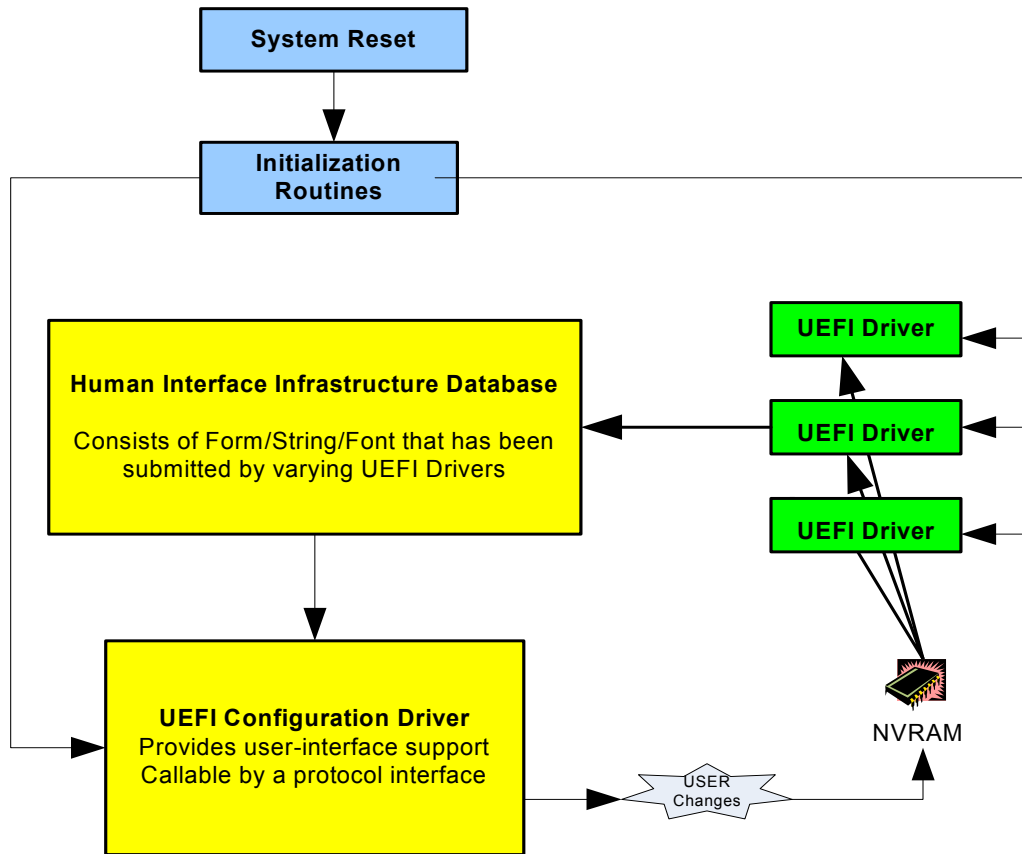 System Reset
Initialization
Routines
UEFI Driver
Human Interface Infrastructure Database
Consists of Form/String/Font that has been
submitted by varying UEFI Drivers
UEFI Driver
UEFI Driver
UEFI Configuration Driver
Provides user-interface support
Callable by a protocol interface
NVRAM
USER
Changes